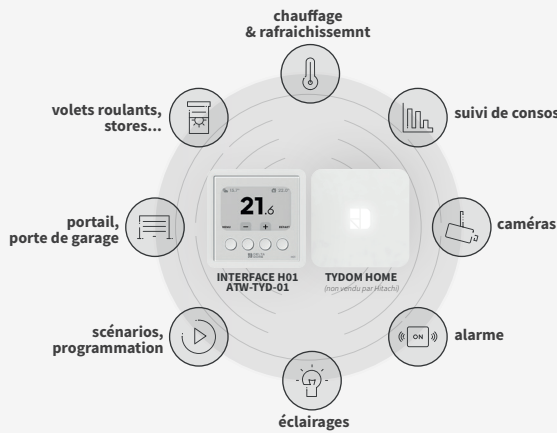 chauffage
& rafraichissemnt
volets roulants,
stores...
suivi de consos
21.6
portail,
porte de garage
caméras
INTERFACE H01
ATW-TYD-01
TYDOM HOME
(non vendu par Hitachi)
scénarios,
programmation
ON
alarme
éclairages